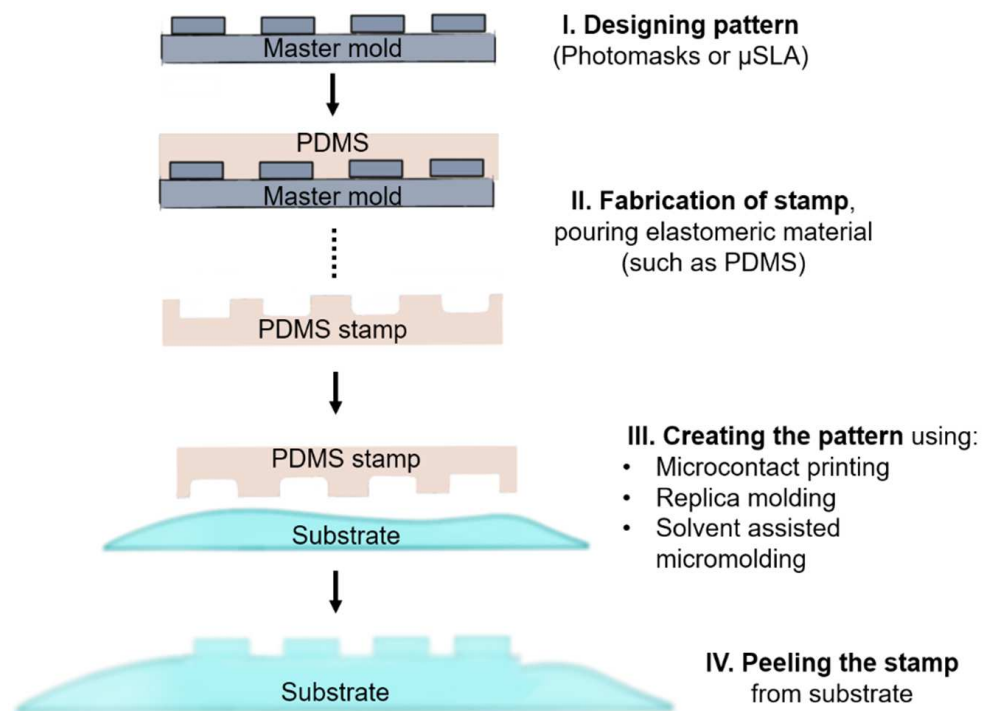 I. Designing pattern
(Photomasks or µSLA)
Master mold
PDMS
Master mold
II. Fabrication of stamp,
pouring elastomeric material
(such as PDMS)
PDMS stamp
III. Creating the pattern using:
• Microcontact printing
• Replica molding
• Solvent assisted
micromolding
PDMS stamp
Substrate
IV. Peeling the stamp
from substrate
Substrate